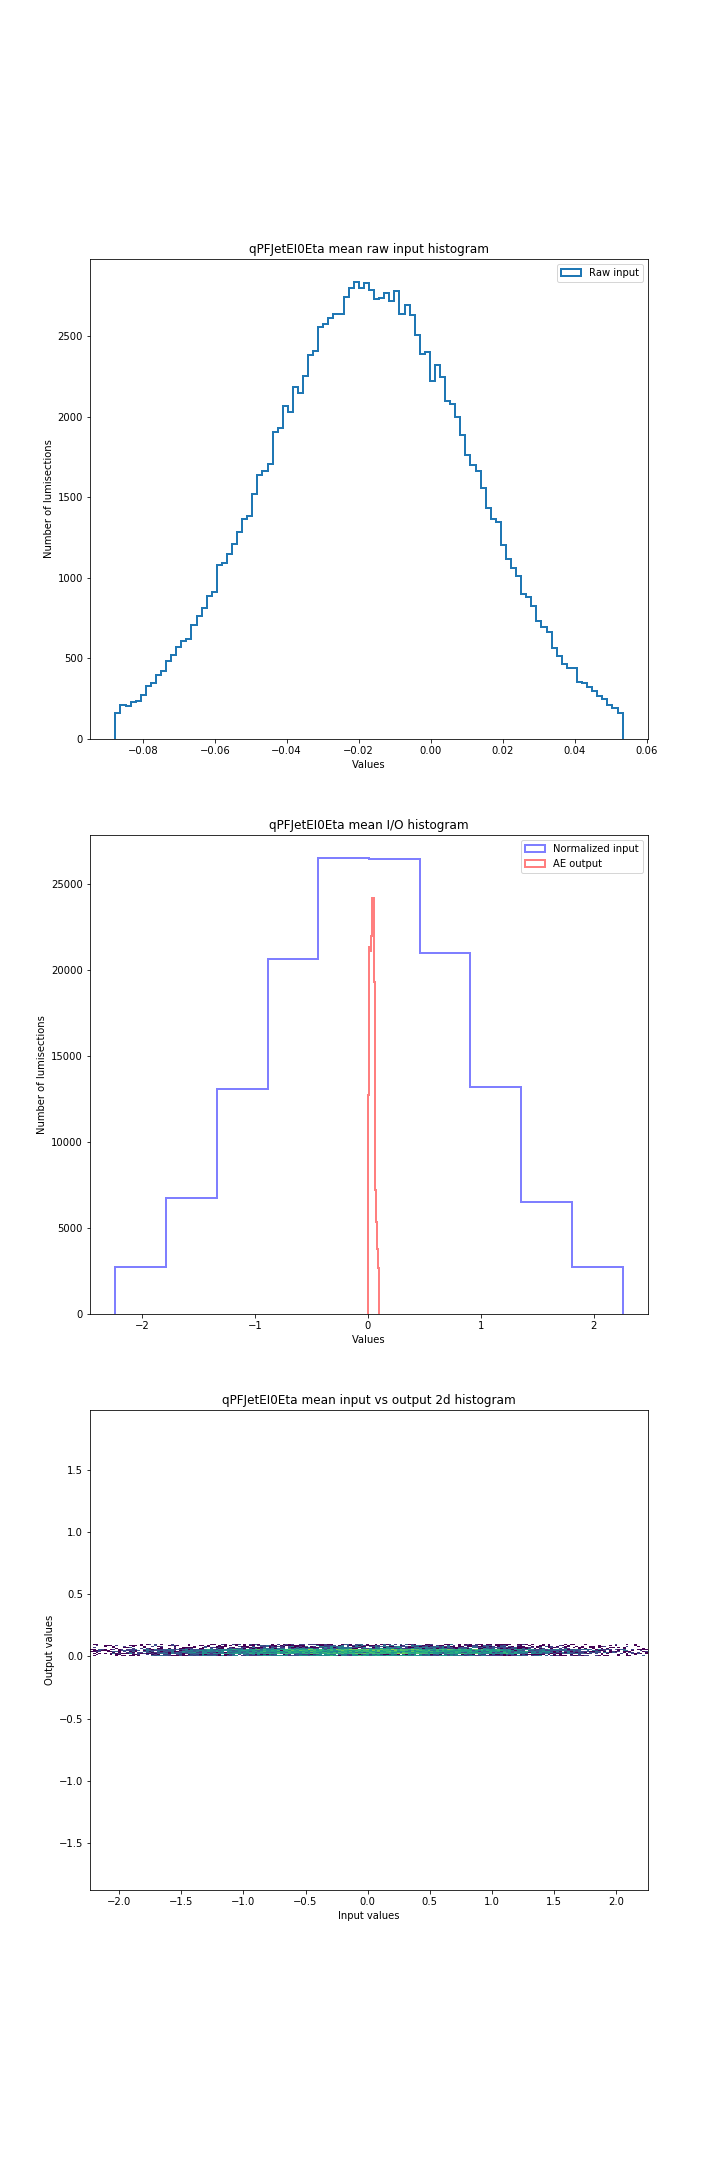 qPFJetEI0Eta mean raw input histogram
Raw input
Number of lumisections
2500
2000
1500
1000
500
0
−0.08 −0.06 −0.04 −0.02 0.00 0.02 0.04 0.06
Values
qPFJetEI0Eta mean I/O histogram
Normalized input
AE output
Number of lumisections
25000
20000
15000
10000
5000
0
−2 −1 0 1 2
Values
qPFJetEI0Eta mean input vs output 2d histogram
Output values
1.5
1.0
0.5
0.0
−0.5
−1.0
−1.5
−2.0 −1.5 −1.0 −0.5 0.0 0.5 1.0 1.5 2.0
Input values